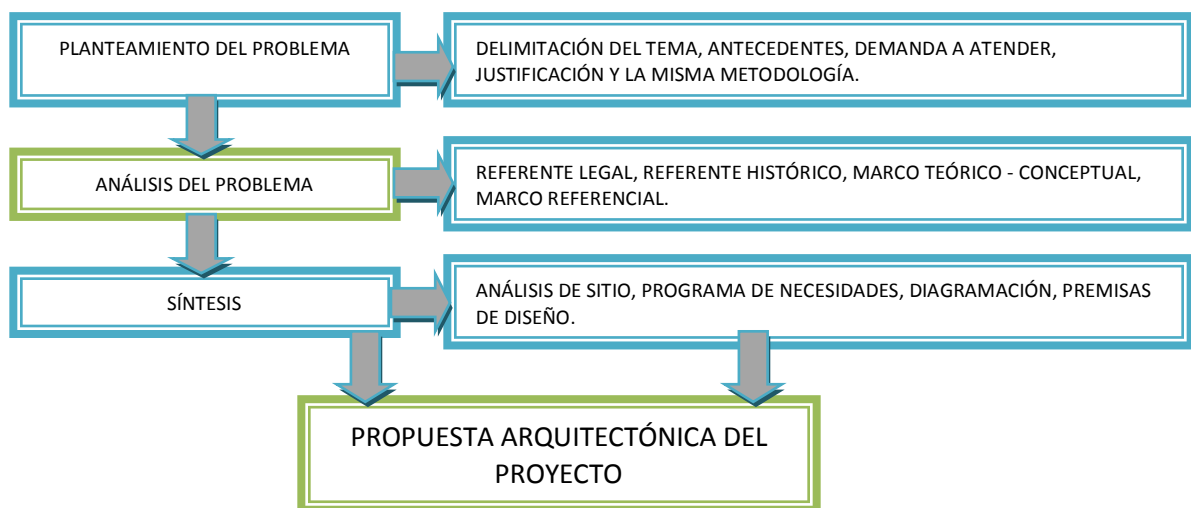 PLANTEAMIENTO DEL PROBLEMA
DELIMITACIÓN DEL TEMA, ANTECEDENTES, DEMANDA A ATENDER,
JUSTIFICACIÓN Y LA MISMA METODOLOGÍA.
ANÁLISIS DEL PROBLEMA
REFERENTE LEGAL, REFERENTE HISTÓRICO, MARCO TEÓRICO - CONCEPTUAL,
MARCO REFERENCIAL.
SÍNTESIS
ANÁLISIS DE SITIO, PROGRAMA DE NECESIDADES, DIAGRAMACIÓN, PREMISAS
DE DISEÑO.
PROPUESTA ARQUITECTÓNICA DEL
PROYECTO